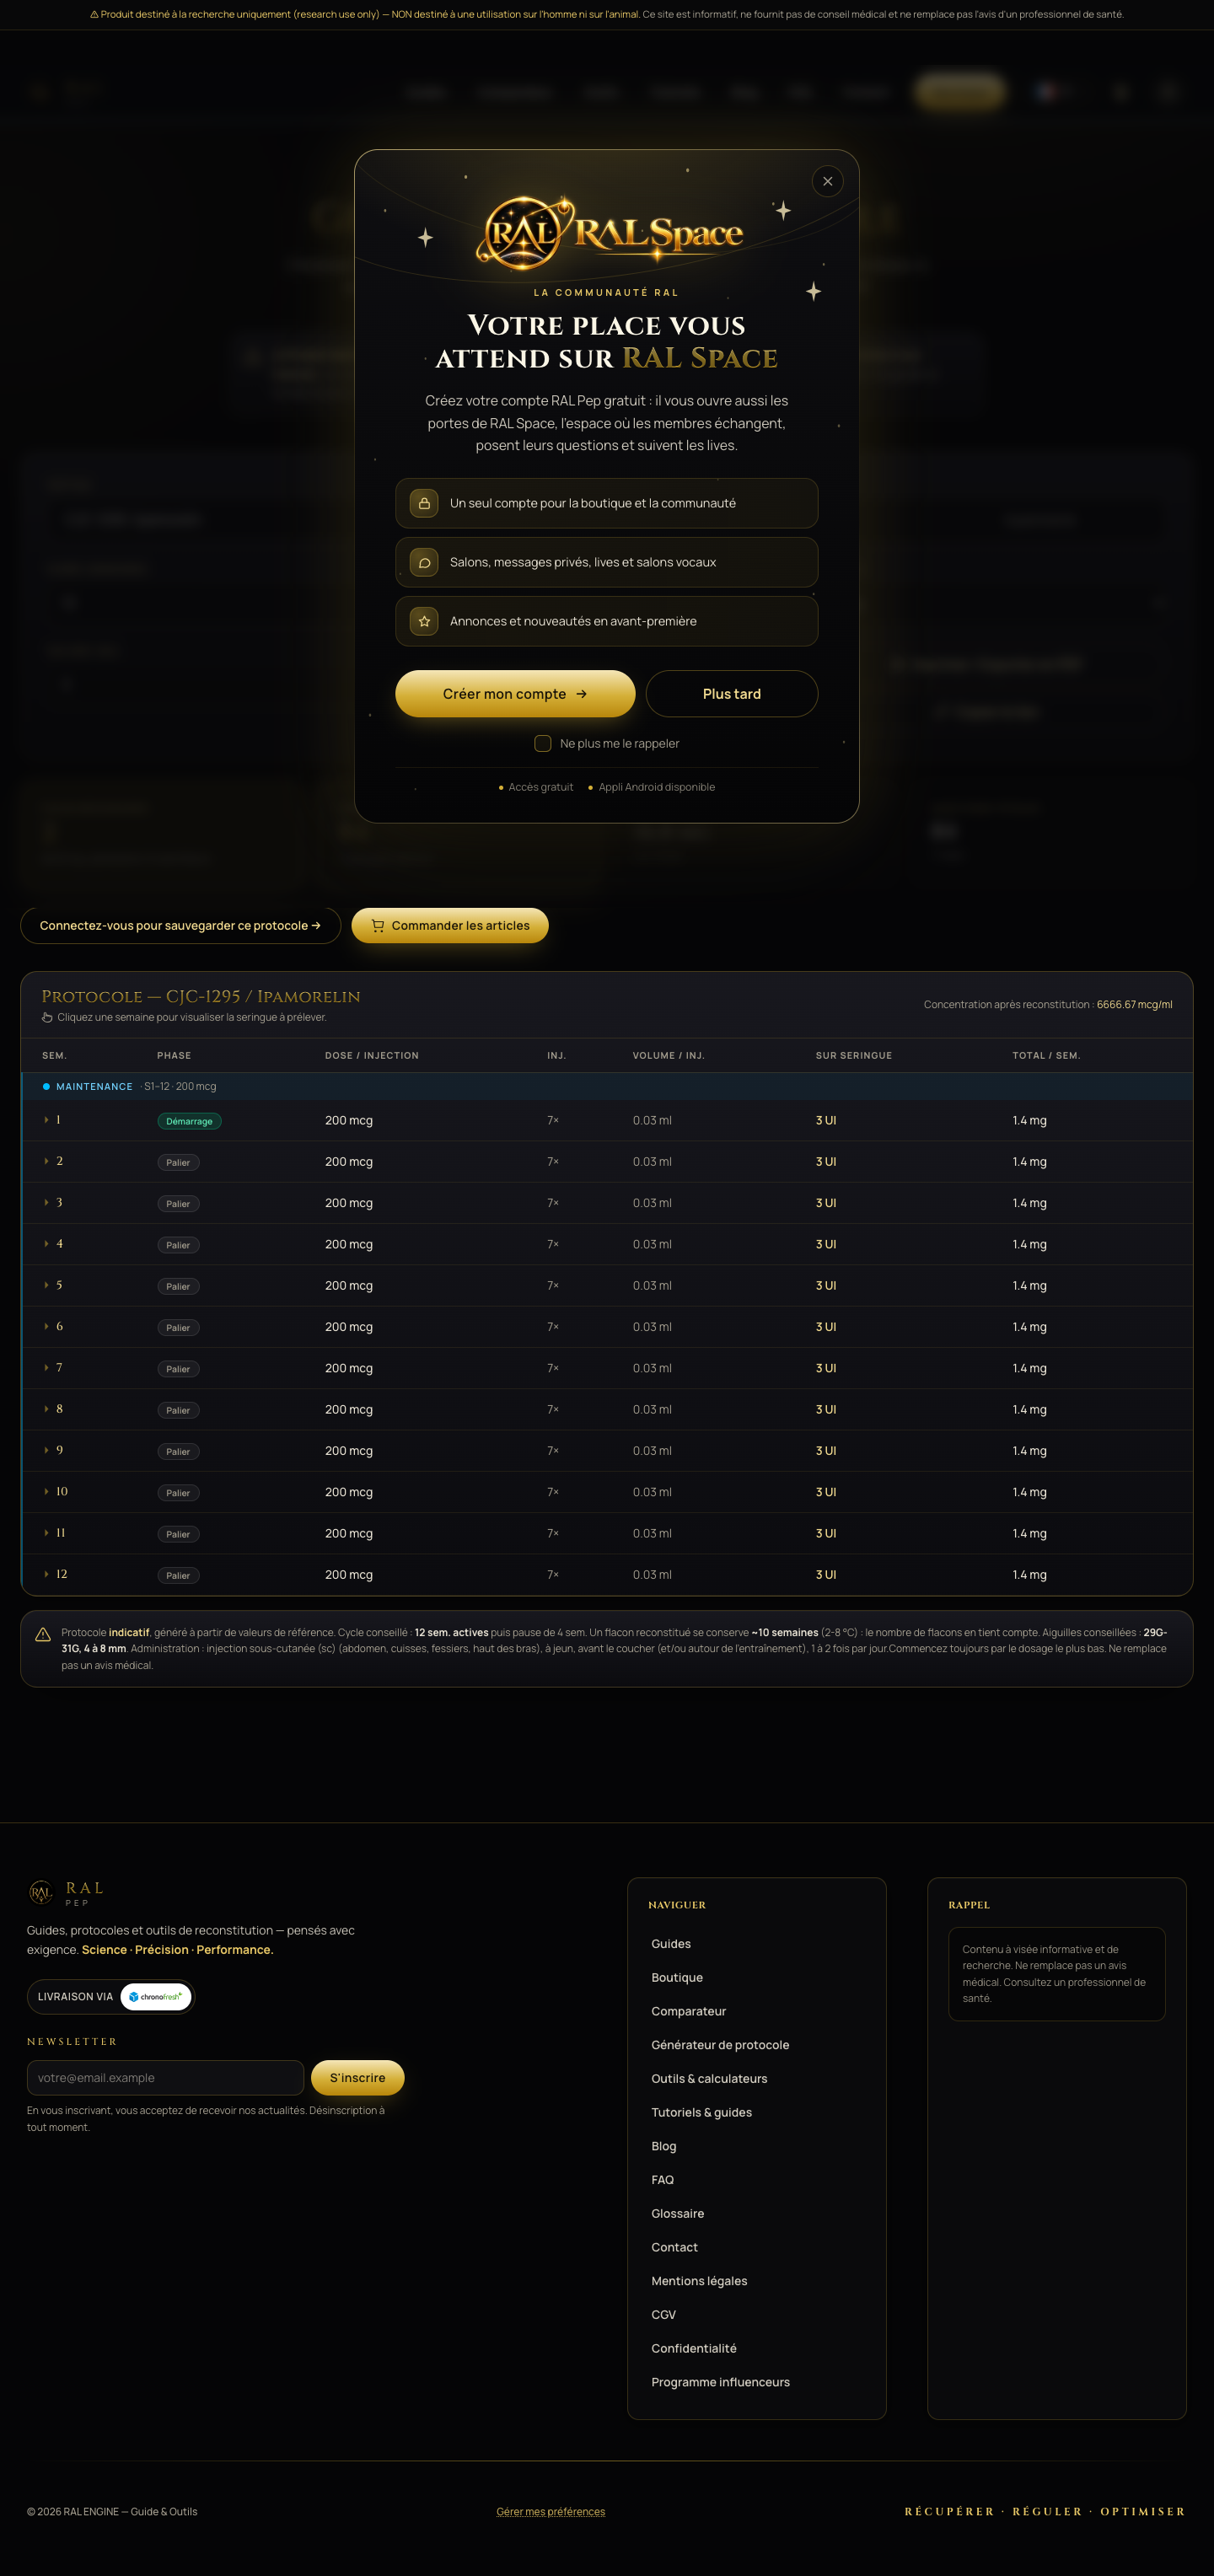 Produit destiné à la recherche uniquement (research use only) — NON destiné à une utilisation sur l'homme ni sur l'animal. Ce site est informatif, ne fournit pas de conseil médical et ne remplace pas l'avis d'un professionnel de santé.
RAL RAL Space
LA COMMUNAUTÉ RAL
Votre place vous
attend sur RAL Space
Créez votre compte RAL Pep gratuit : il vous ouvre aussi les
portes de RAL Space, l'espace où les membres échangent,
posent leurs questions et suivent les lives.
Un seul compte pour la boutique et la communauté
Salons, messages privés, lives et salons vocaux
Annonces et nouveautés en avant-première
Créer mon compte → Plus tard
Ne plus me le rappeler
Accès gratuit Appli Android disponible
Connectez-vous pour sauvegarder ce protocole → Commander les articles
Protocole — CJC-1295 / Ipamorelin
Cliquez une semaine pour visualiser la seringue à prélever.
Concentration après reconstitution : 6666.67 mcg/ml
SEM. PHASE DOSE / INJECTION INJ. VOLUME / INJ. SUR SERINGUE TOTAL / SEM.
MAINTENANCE · S1–12 · 200 mcg
1 Démarrage 200 mcg 7× 0.03 ml 3 UI 1.4 mg
2 Palier 200 mcg 7× 0.03 ml 3 UI 1.4 mg
3 Palier 200 mcg 7× 0.03 ml 3 UI 1.4 mg
4 Palier 200 mcg 7× 0.03 ml 3 UI 1.4 mg
5 Palier 200 mcg 7× 0.03 ml 3 UI 1.4 mg
6 Palier 200 mcg 7× 0.03 ml 3 UI 1.4 mg
7 Palier 200 mcg 7× 0.03 ml 3 UI 1.4 mg
8 Palier 200 mcg 7× 0.03 ml 3 UI 1.4 mg
9 Palier 200 mcg 7× 0.03 ml 3 UI 1.4 mg
10 Palier 200 mcg 7× 0.03 ml 3 UI 1.4 mg
11 Palier 200 mcg 7× 0.03 ml 3 UI 1.4 mg
12 Palier 200 mcg 7× 0.03 ml 3 UI 1.4 mg
Protocole indicatif, généré à partir de valeurs de référence. Cycle conseillé : 12 sem. actives puis pause de 4 sem. Un flacon reconstitué se conserve ~10 semaines (2-8 °C) : le nombre de flacons en tient compte. Aiguilles conseillées : 29G-
31G, 4 à 8 mm. Administration : injection sous-cutanée (sc) (abdomen, cuisses, fessiers, haut des bras), à jeun, avant le coucher (et/ou autour de l'entraînement), 1 à 2 fois par jour.Commencez toujours par le dosage le plus bas. Ne remplace
pas un avis médical.
RAL
PEP
Guides, protocoles et outils de reconstitution — pensés avec
exigence. Science · Précision · Performance.
LIVRAISON VIA chronofresh
NEWSLETTER
votre@email.example S'inscrire
En vous inscrivant, vous acceptez de recevoir nos actualités. Désinscription à
tout moment.
NAVIGUER
Guides
Boutique
Comparateur
Générateur de protocole
Outils & calculateurs
Tutoriels & guides
Blog
FAQ
Glossaire
Contact
Mentions légales
CGV
Confidentialité
Programme influenceurs
RAPPEL
Contenu à visée informative et de
recherche. Ne remplace pas un avis
médical. Consultez un professionnel de
santé.
© 2026 RAL ENGINE — Guide & Outils
Gérer mes préférences
RÉCUPÉRER · RÉGULER · OPTIMISER